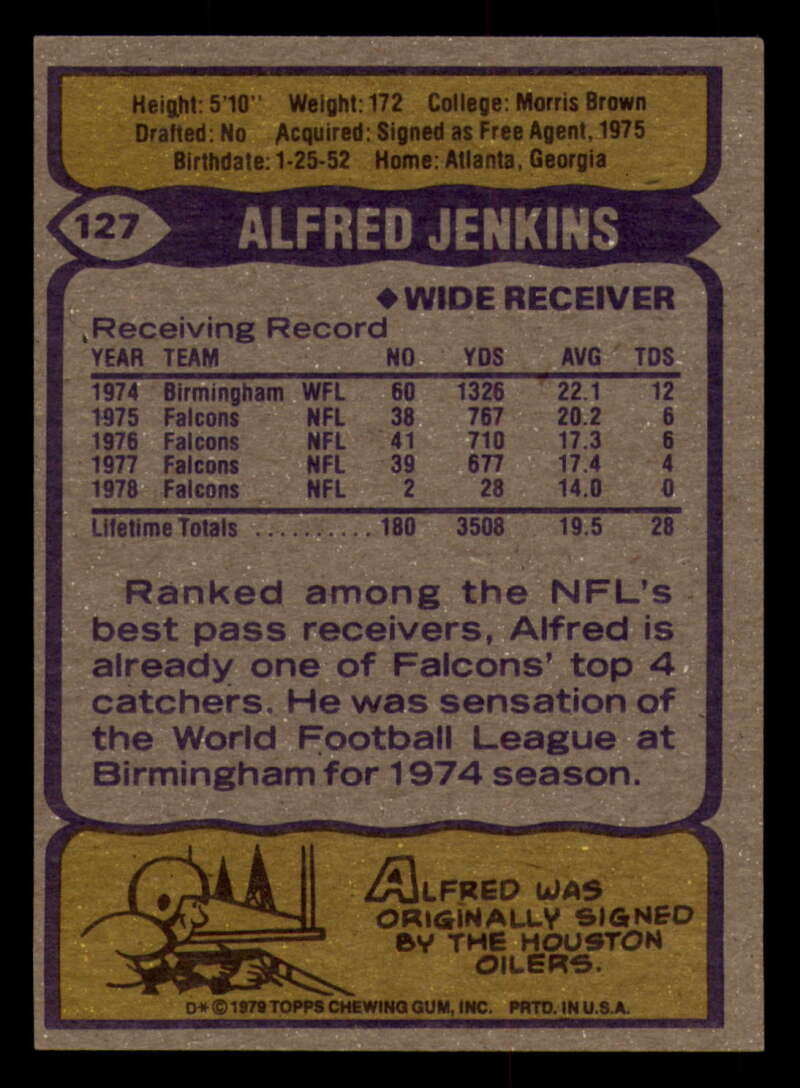 Height: 5'10" Weight: 172 College: Morris Brown
Drafted: No Acquired: Signed as Free Agent, 1975
Birthdate: 1-25-52 Home: Atlanta, Georgia
127 ALFRED JENKINS
◆ WIDE RECEIVER
Receiving Record
YEAR TEAM NO. YDS AVG TDS.
1974 Birmingham WFL 60 1326 22.1 12
1975 Falcons NFL 38 767 20.2 6
1976 Falcons NFL 41 710 17.3 6
1977 Falcons NFL 39 677 17.4 4
1978 Falcons NFL 2 28 14.0 0
Lifetime Totals ........... 180 3508 19.5 28
Ranked among the NFL's
best pass receivers, Alfred is
already one of Falcons' top 4
catchers. He was sensation of
the World Football League at
Birmingham for 1974 season.
ALFRED WAS
ORIGINALLY SIGNED
BY THE HOUSTON
OILERS.
D*©1979 TOPPS CHEWING GUM, INC. PRTD. IN U.S.A.